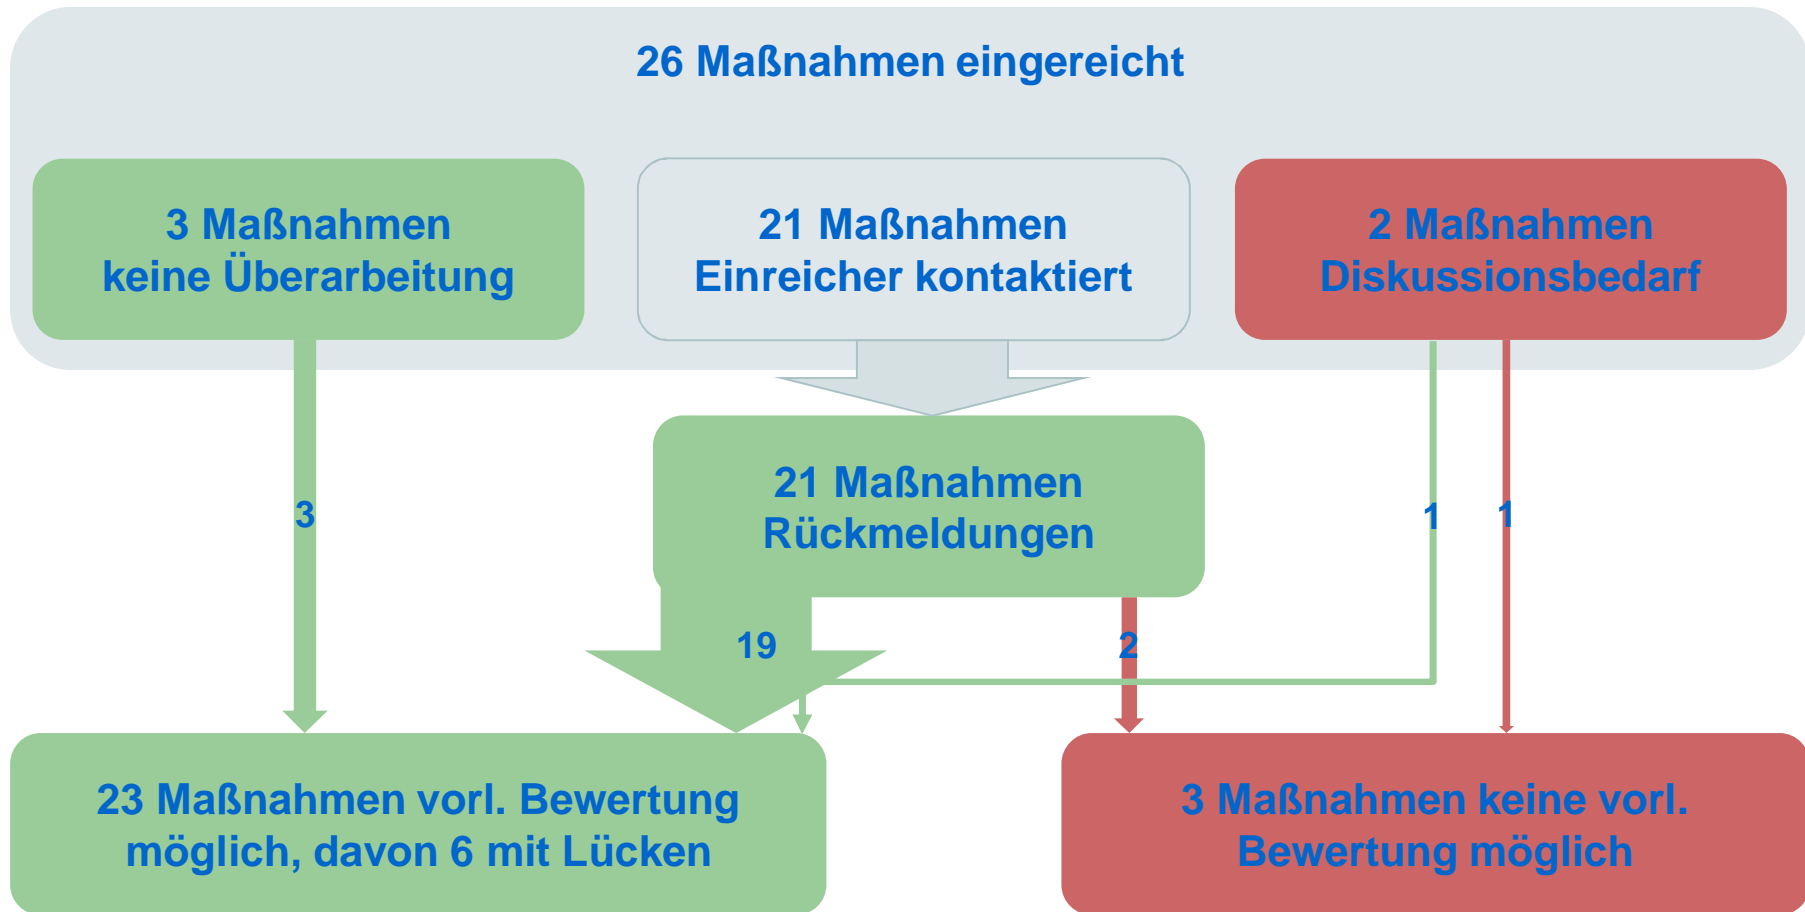 26 Maßnahmen eingereicht
3 Maßnahmen
keine Überarbeitung
21 Maßnahmen
Einreicher kontaktiert
2 Maßnahmen
Diskussionsbedarf
21 Maßnahmen
Rückmeldungen
3
1
1
19
2
23 Maßnahmen vorl. Bewertung
möglich, davon 6 mit Lücken
3 Maßnahmen keine vorl.
Bewertung möglich